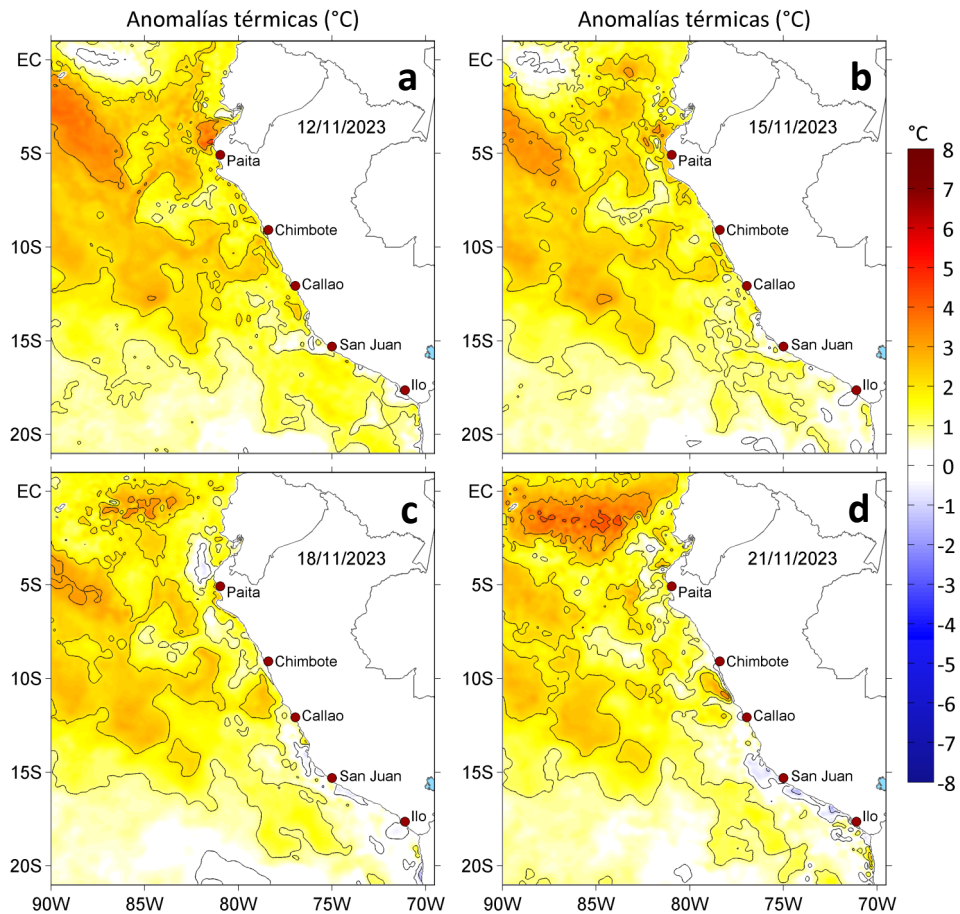 Anomalías térmicas (°C)
Anomalías térmicas (°C)
EC
5S
10S
15S
20S
a
12/11/2023
Paita
Chimbote
Callao
San Juan
Ilo
EC
5S
10S
15S
20S
b
15/11/2023
Paita
Chimbote
Callao
San Juan
Ilo
EC
5S
10S
15S
20S
c
18/11/2023
Paita
Chimbote
Callao
San Juan
Ilo
90W 85W 80W 75W 70W
EC
5S
10S
15S
20S
d
21/11/2023
Paita
Chimbote
Callao
San Juan
Ilo
90W 85W 80W 75W 70W
°C
8
7
6
5
4
3
2
1
0
-1
-2
-3
-4
-5
-6
-7
-8